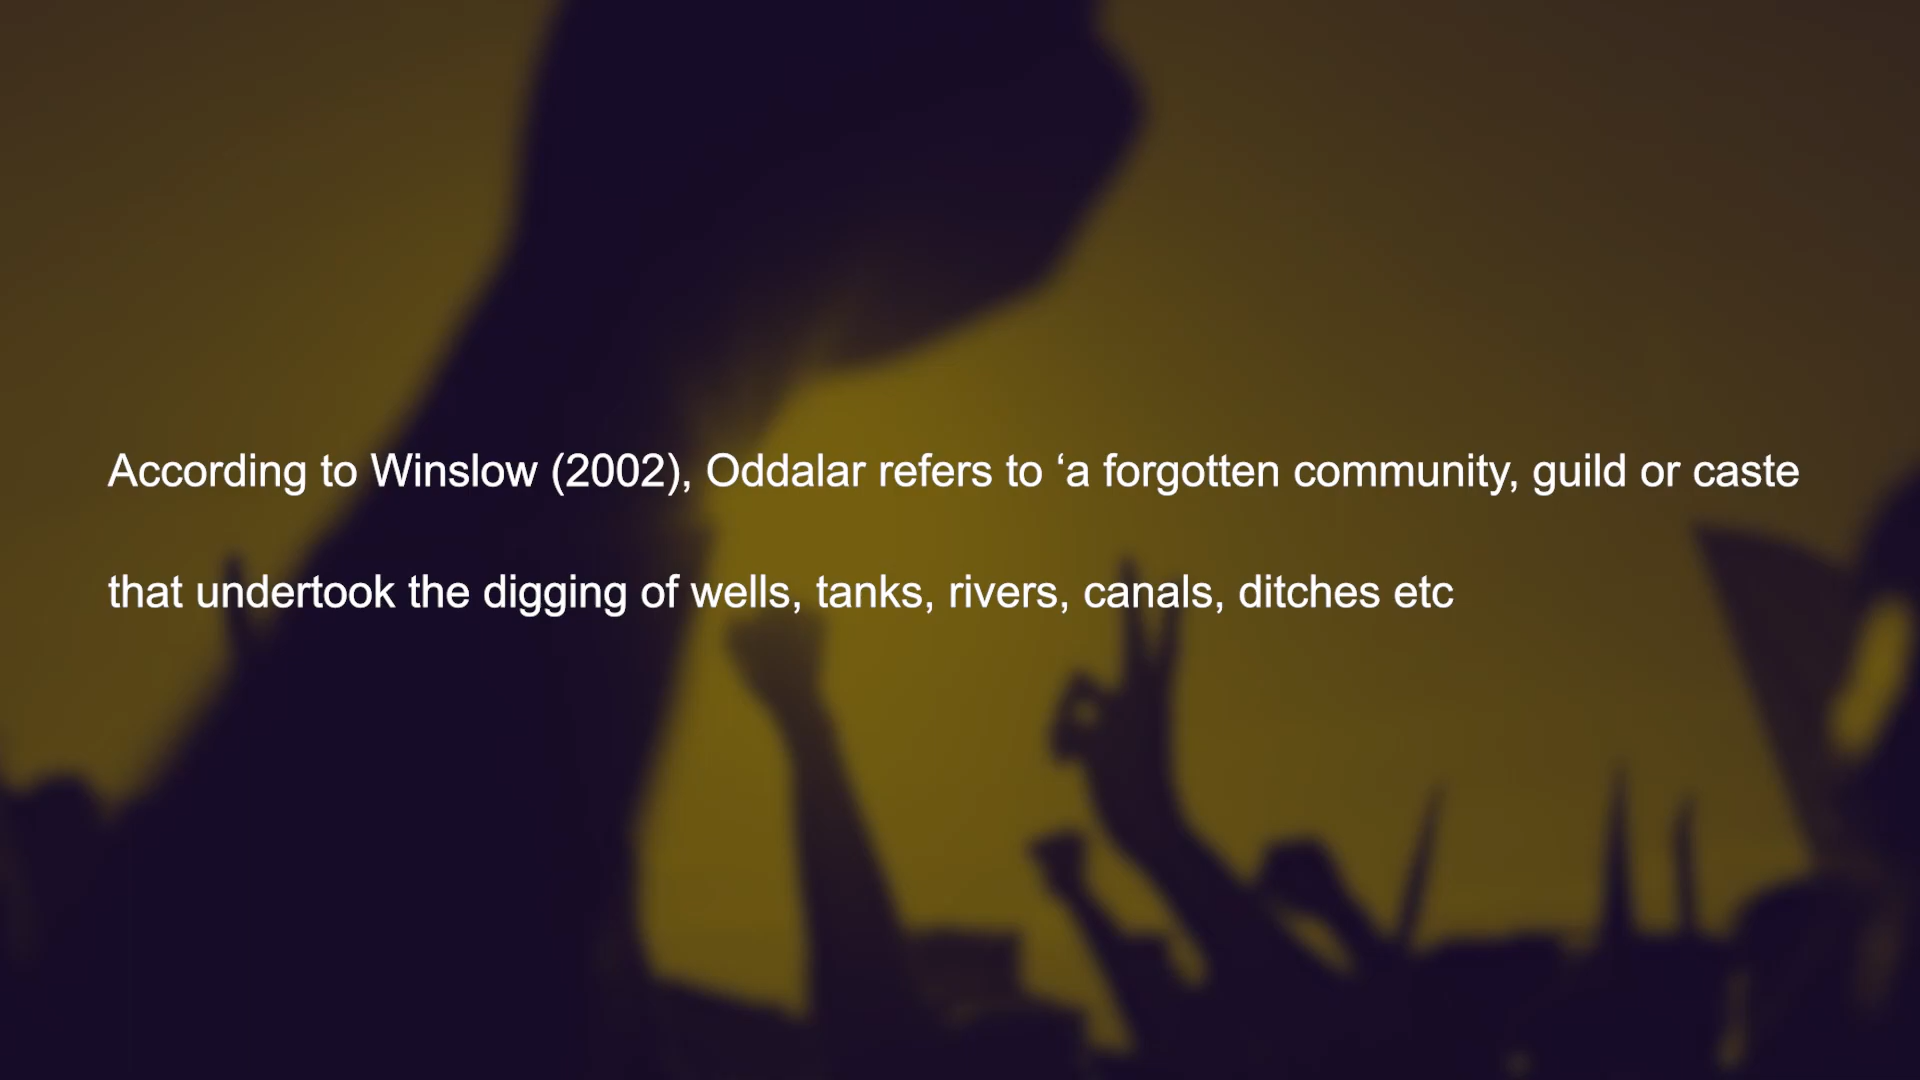 According to Winslow (2002), Oddalar refers to ‘a forgotten community, guild or caste
that undertook the digging of wells, tanks, rivers, canals, ditches etc